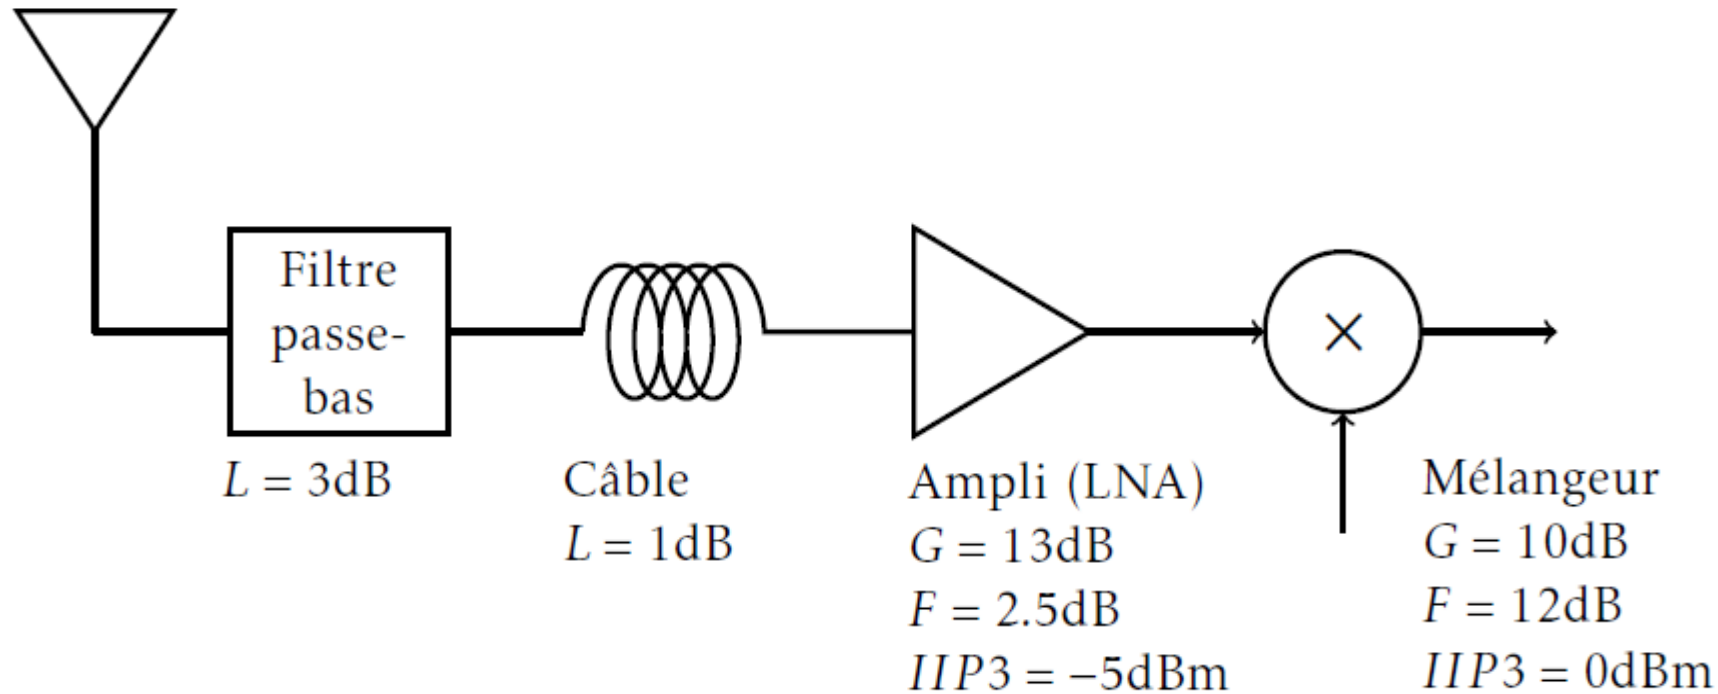 Filtre
passe-
bas
×
L = 3dB
Câble
L = 1dB
Ampli (LNA)
G = 13dB
F = 2.5dB
IIP3 = −5dBm
Mélangeur
G = 10dB
F = 12dB
IIP3 = 0dBm